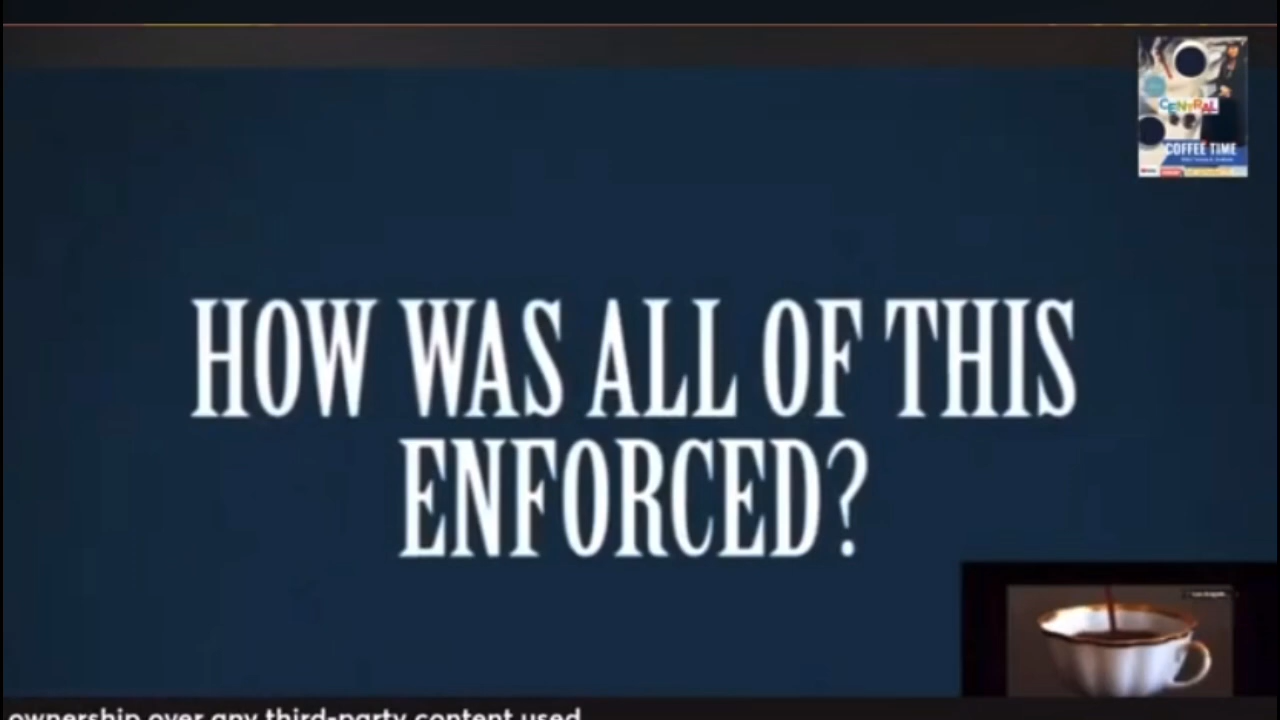 CENTRAL
COFFEE TIME
HOW WAS ALL OF THIS
ENFORCED?
ownership over any third-party content used